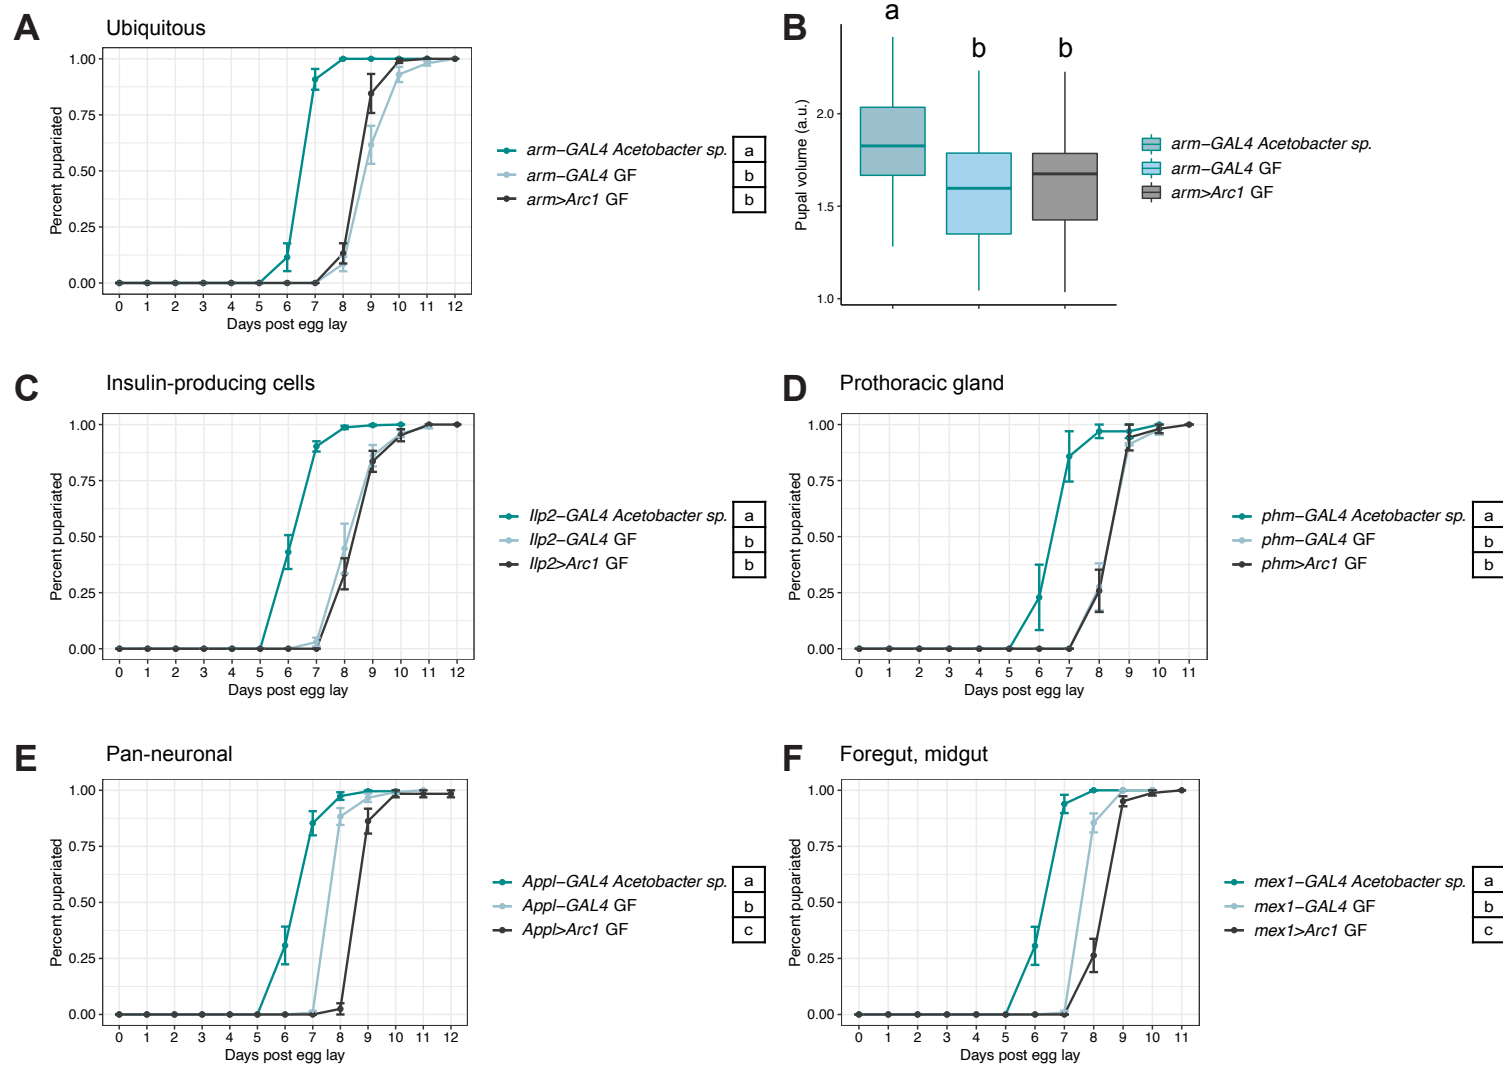 A
Ubiquitous
Percent pupariated
1.00
0.75
0.50
0.25
0.00
0 1 2 3 4 5 6 7 8 9 10 11 12
Days post egg lay
arm−GAL4 Acetobacter sp. a
arm−GAL4 GF b
arm>Arc1 GF b
B
a
b b
Pupal volume (a.u.)
2.0
1.5
1.0
arm−GAL4 Acetobacter sp.
arm−GAL4 GF
arm>Arc1 GF
C
Insulin-producing cells
Percent pupariated
1.00
0.75
0.50
0.25
0.00
0 1 2 3 4 5 6 7 8 9 10 11 12
Days post egg lay
Ilp2−GAL4 Acetobacter sp. a
Ilp2−GAL4 GF b
Ilp2>Arc1 GF b
D
Prothoracic gland
Percent pupariated
1.00
0.75
0.50
0.25
0.00
0 1 2 3 4 5 6 7 8 9 10 11
Days post egg lay
phm−GAL4 Acetobacter sp. a
phm−GAL4 GF b
phm>Arc1 GF b
E
Pan-neuronal
Percent pupariated
1.00
0.75
0.50
0.25
0.00
0 1 2 3 4 5 6 7 8 9 10 11 12
Days post egg lay
Appl−GAL4 Acetobacter sp. a
Appl−GAL4 GF b
Appl>Arc1 GF c
F
Foregut, midgut
Percent pupariated
1.00
0.75
0.50
0.25
0.00
0 1 2 3 4 5 6 7 8 9 10 11
Days post egg lay
mex1−GAL4 Acetobacter sp. a
mex1−GAL4 GF b
mex1>Arc1 GF c